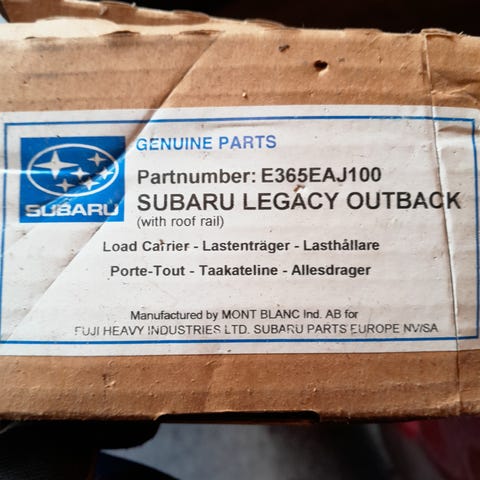 GENUINE PARTS
SUBARU
Partnumber: E365EAJ100
SUBARU LEGACY OUTBACK
(with roof rail)
Load Carrier - Lastenträger - Lasthållare
Porte-Tout - Taakateline - Allesdrager
Manufactured by MONT BLANC Ind. AB for
FUJI HEAVY INDUSTRIES LTD. SUBARU PARTS EUROPE NV/SA